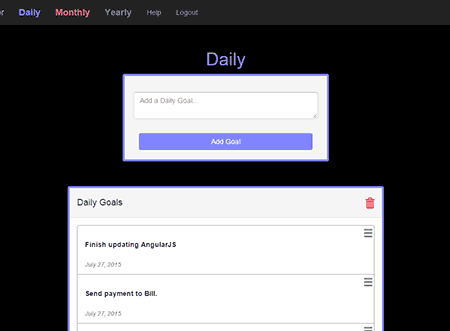 Daily Monthly Yearly Help Logout
Daily
Add a Daily Goal...
Add Goal
Daily Goals
Finish updating AngularJS
July 27, 2015
Send payment to Bill.
July 27, 2015